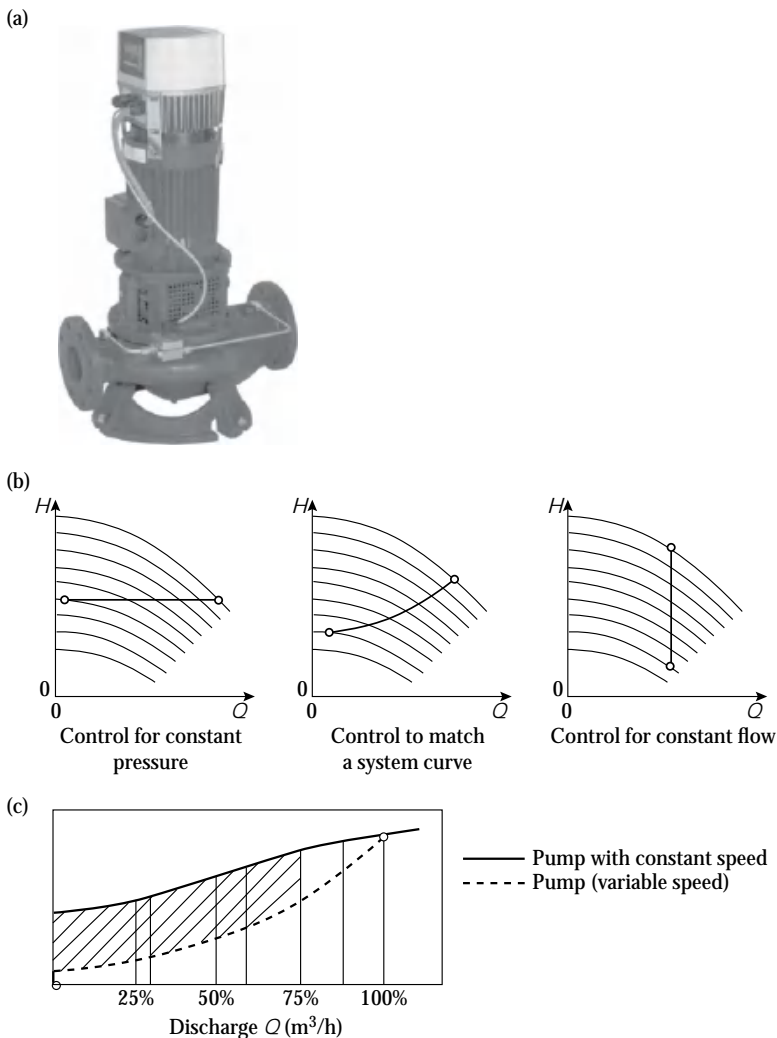 (a)
(b)
H
0
0
Q
Control for constant
pressure
H
0
Q
Control to match
a system curve
H
0
0
Q
Control for constant flow
(c)
Pump with constant speed
Pump (variable speed)
25% 50% 75% 100%
Discharge Q (m³/h)